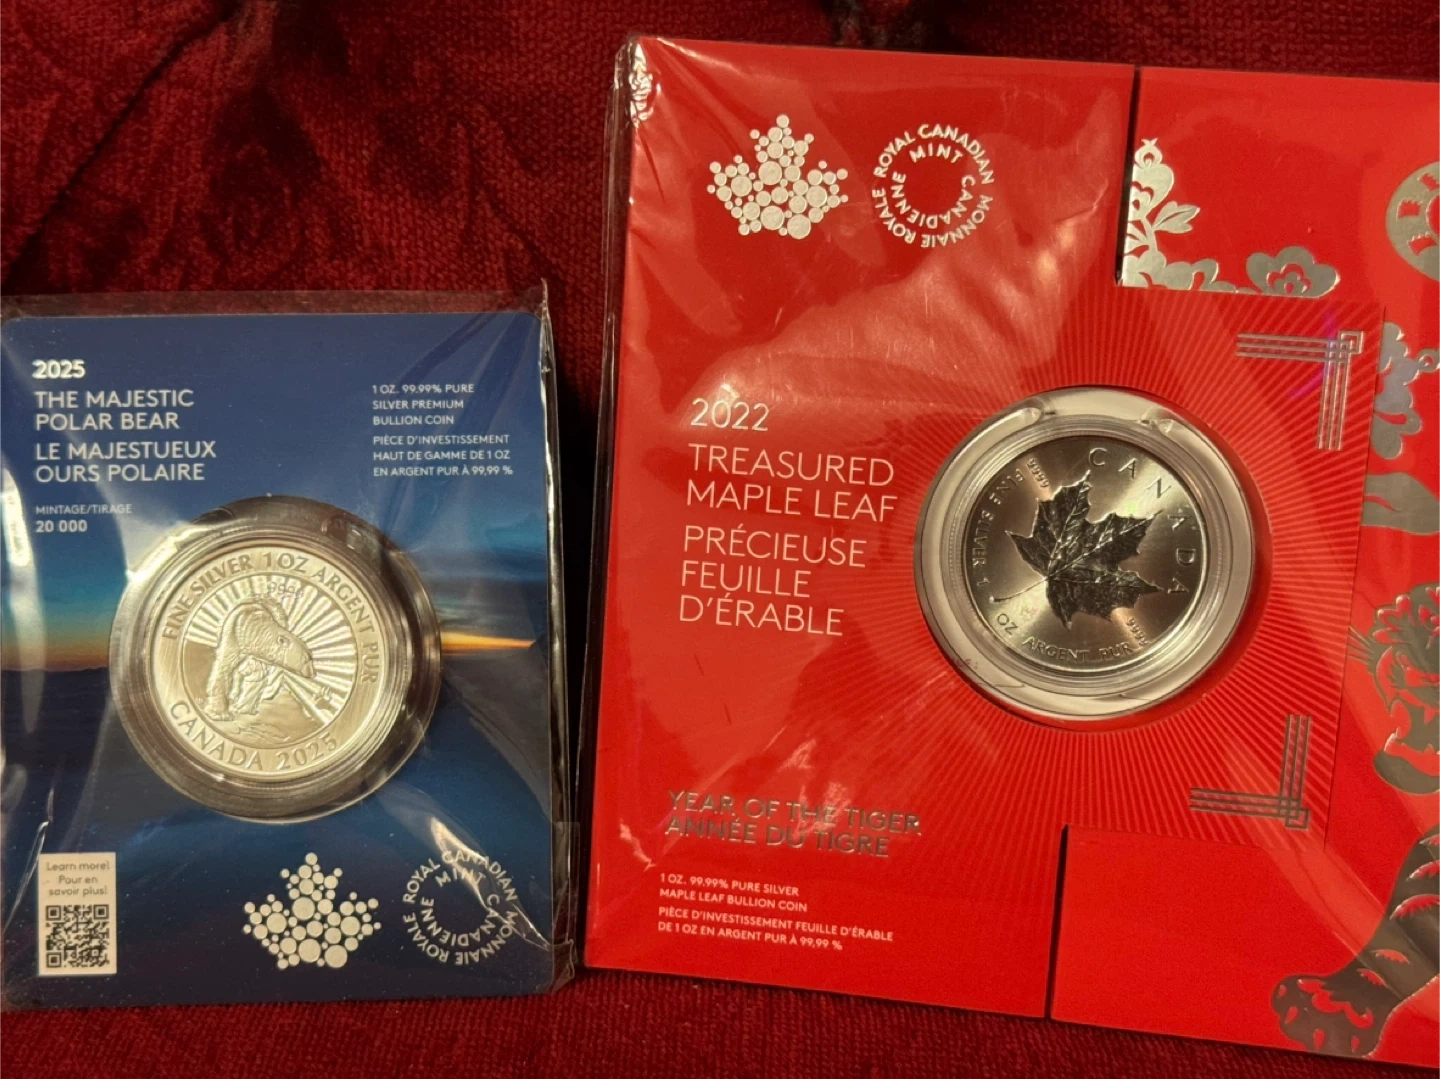 2025
THE MAJESTIC
POLAR BEAR
LE MAJESTUEUX
OURS POLAIRE
MINTAGE/TIRAGE
20 000
1 OZ. 99.99% PURE
SILVER PREMIUM
BULLION COIN
PIÈCE D'INVESTISSEMENT
HAUT DE GAMME DE 1 OZ
EN ARGENT PUR À 99,99 %
FINE SILVER 1 OZ ARGENT PUR
9999
CANADA 2025
Learn more!
Pour en
savoir plus!
ROYAL CANADIAN MINT
MONNAIE ROYALE CANADIENNE
ROYAL CANADIAN MINT
MONNAIE ROYALE CANADIENNE
2022
TREASURED
MAPLE LEAF
PRÉCIEUSE
FEUILLE
D'ÉRABLE
CANADA
9999
FINE SILVER 1 OZ ARGENT PUR
9999
YEAR OF THE TIGER
ANNÉE DU TIGRE
1 OZ. 99.99% PURE SILVER
MAPLE LEAF BULLION COIN
PIÈCE D'INVESTISSEMENT FEUILLE D'ÉRABLE
DE 1 OZ EN ARGENT PUR À 99,99 %